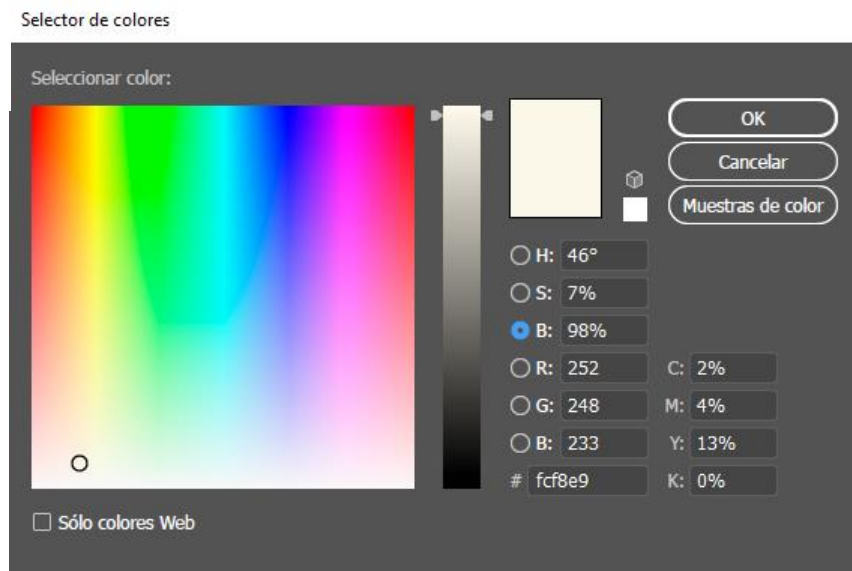 Selector de colores
Seleccionar color:
OK
Cancelar
Muestras de color
H: 46°
S: 7%
B: 98%
R: 252
C: 2%
G: 248
M: 4%
B: 233
Y: 13%
# fcf8e9
K: 0%
Sólo colores Web